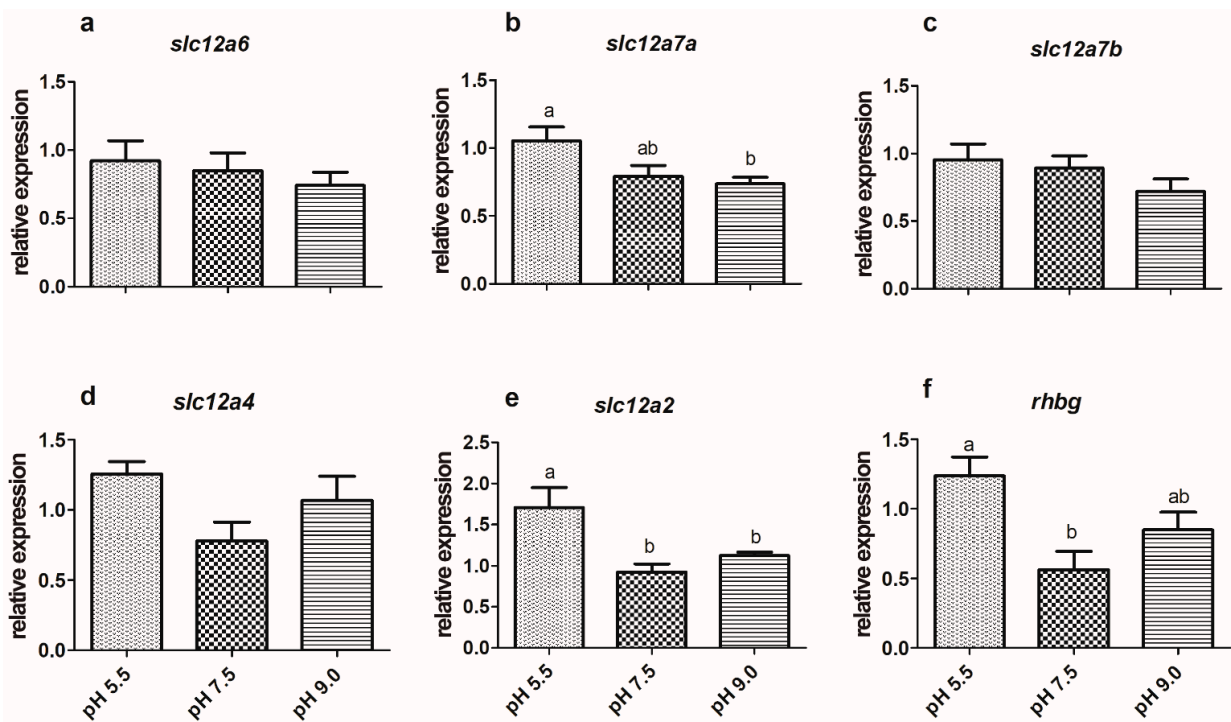 a
slc12a6
relative expression
1.5
1.0
0.5
0.0
b
slc12a7a
relative expression
1.5
1.0
0.5
0.0
a
ab
b
c
slc12a7b
relative expression
1.5
1.0
0.5
0.0
d
slc12a4
relative expression
1.5
1.0
0.5
0.0
pH 5.5
pH 7.5
pH 9.0
e
slc12a2
relative expression
2.5
2.0
1.5
1.0
0.5
0.0
a
b
b
pH 5.5
pH 7.5
pH 9.0
f
rhbg
relative expression
1.5
1.0
0.5
0.0
a
b
ab
pH 5.5
pH 7.5
pH 9.0